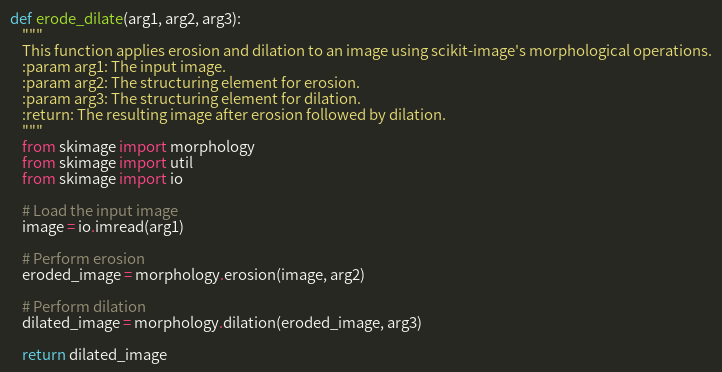 def erode_dilate(arg1, arg2, arg3):
    """
    This function applies erosion and dilation to an image using scikit-image's morphological operations.
    :param arg1: The input image.
    :param arg2: The structuring element for erosion.
    :param arg3: The structuring element for dilation.
    :return: The resulting image after erosion followed by dilation.
    """
    from skimage import morphology
    from skimage import util
    from skimage import io

    # Load the input image
    image = io.imread(arg1)

    # Perform erosion
    eroded_image = morphology.erosion(image, arg2)

    # Perform dilation
    dilated_image = morphology.dilation(eroded_image, arg3)

    return dilated_image